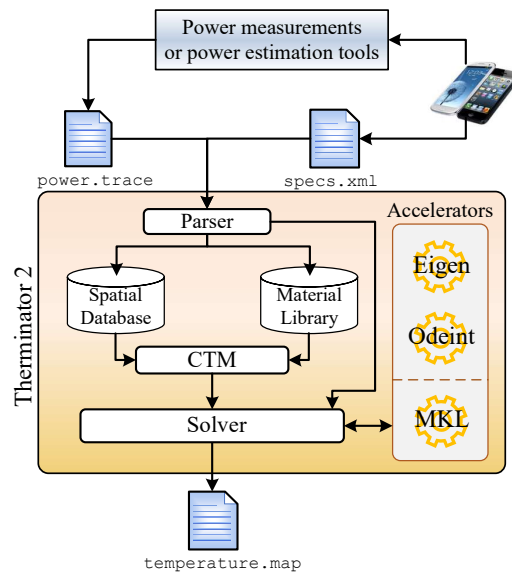 Power measurements
or power estimation tools
power.trace
specs.xml
Therminator 2
Parser
Accelerators
Spatial
Database
Material
Library
Eigen
Odeint
CTM
Solver
MKL
temperature.map